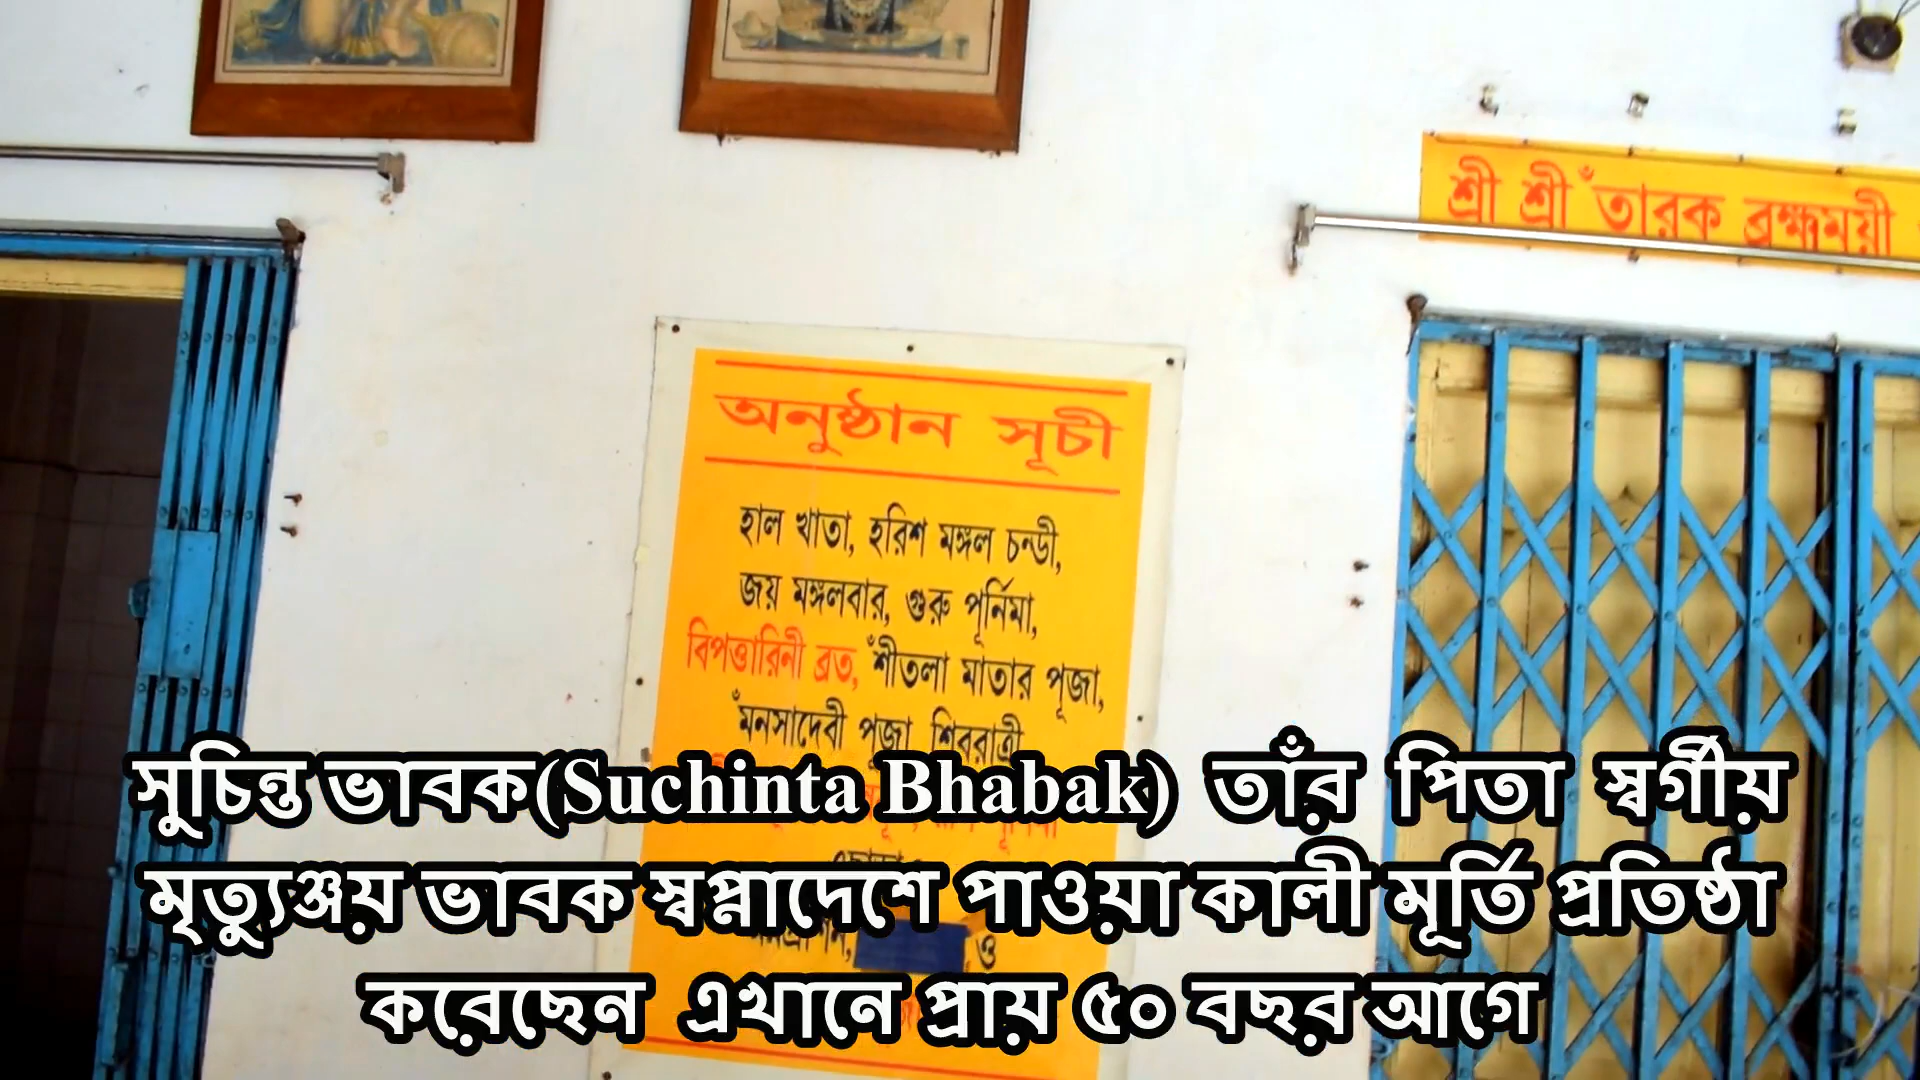 শ্রী শ্রী ঁতারক ব্রহ্মময়ী
অনুষ্ঠান সূচী
হাল খাতা, হরিশ মঙ্গল চন্ডী,
জয় মঙ্গলবার, গুরু পূর্নিমা,
বিপত্তারিনী ব্রত, ঁশীতলা মাতার পূজা,
ঁমনসাদেবী পূজা শিবরাত্রী
ও
সুচিন্ত ভাবক(Suchinta Bhabak) তাঁর পিতা স্বর্গীয়
মৃত্যুঞ্জয় ভাবক স্বপ্নাদেশে পাওয়া কালী মূর্তি প্রতিষ্ঠা
করেছেন এখানে প্রায় ৫০ বছর আগে